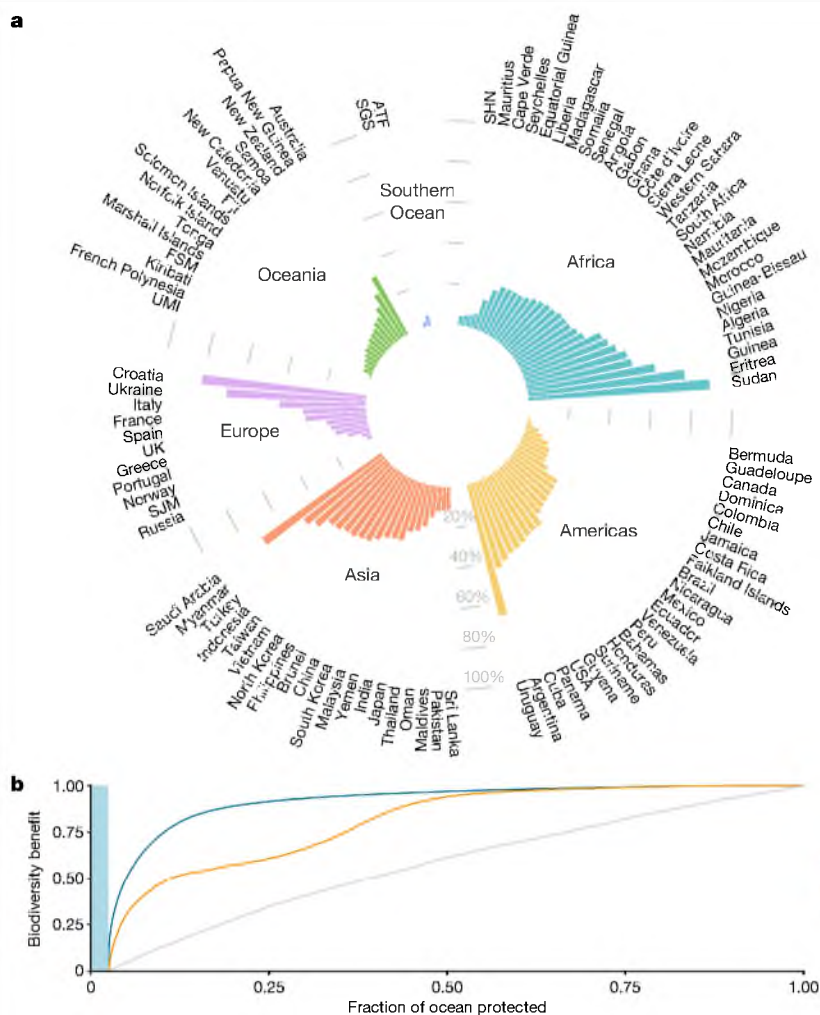 a
SHN
Mauritius
Cape Verde
Seychelles
Equatorial Guinea
Liberia
Madagascar
Somalia
Senegal
Angola
Gabon
Ghana
Côte d'Ivoire
Sierra Leone
Western Sahara
Tanzania
South Africa
Namibia
Mauritania
Mozambique
Morocco
Guinea-Bissau
Nigeria
Algeria
Tunisia
Guinea
Eritrea
Sudan
Africa
Bermuda
Guadeloupe
Canada
Dominica
Colombia
Chile
Jamaica
Costa Rica
Falkland Islands
Brazil
Nicaragua
Mexico
Ecuador
Venezuela
Peru
Bahamas
Honduras
Suriname
Guyana
USA
Panama
Cuba
Argentina
Uruguay
Americas
20%
40%
60%
80%
100%
Sri Lanka
Pakistan
Maldives
Oman
Thailand
Japan
India
Yemen
Malaysia
South Korea
China
Brunei
Philippines
North Korea
Vietnam
Taiwan
Indonesia
Turkey
Myanmar
Saudi Arabia
Asia
Russia
SJM
Norway
Portugal
Greece
UK
Spain
France
Italy
Ukraine
Croatia
Europe
UMI
French Polynesia
Kiribati
FSM
Marshall Islands
Tonga
Norfolk Island
Solomon Islands
Vanuatu
New Caledonia
Samoa
New Zealand
Papua New Guinea
Australia
Oceania
SGS
ATF
Southern
Ocean
b
Biodiversity benefit
1.00
0.75
0.50
0.25
0
0
0.25
0.50
0.75
1.00
Fraction of ocean protected